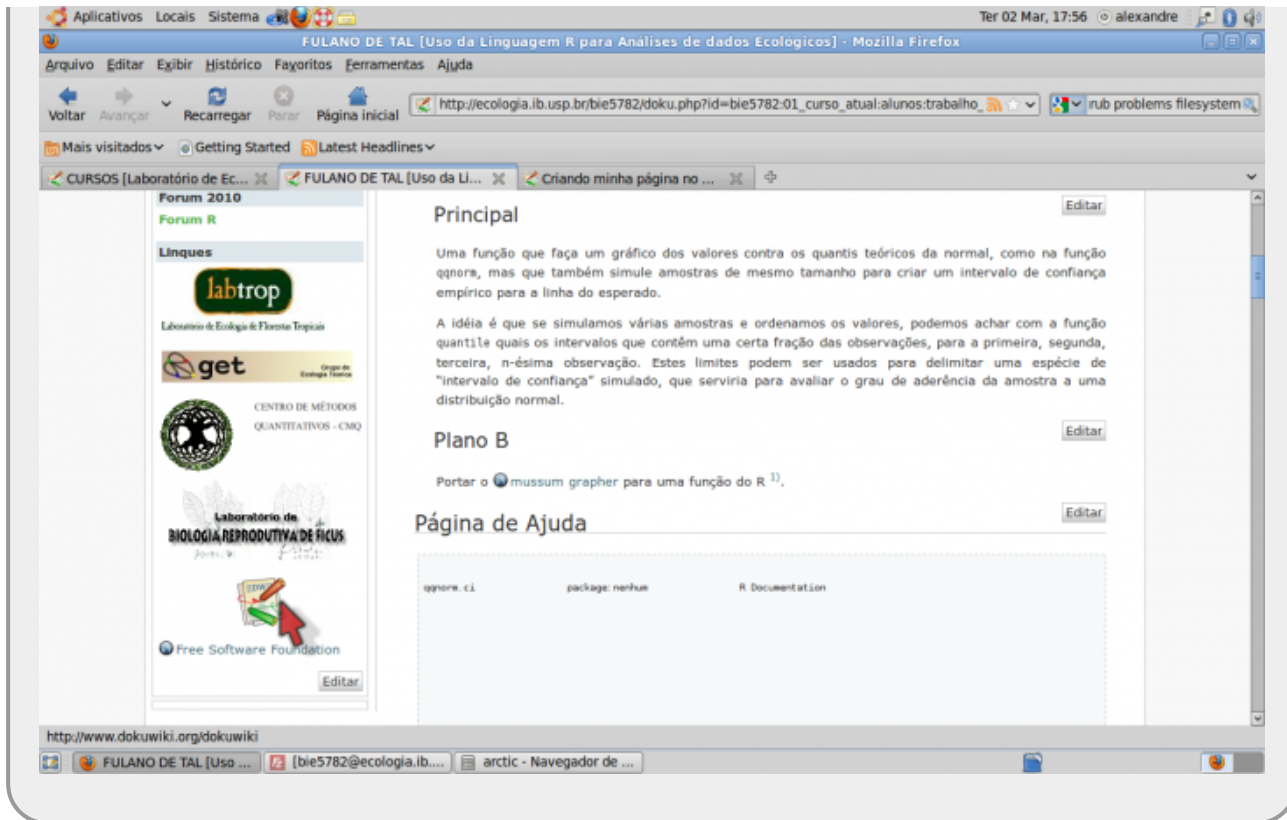 Aplicativos Locais Sistema Ter 02 Mar, 17:56 alexandre
FULANO DE TAL [Uso da Linguagem R para Análises de dados Ecológicos] - Mozilla Firefox
Arquivo Editar Exibir Histórico Favoritos Ferramentas Ajuda
Voltar Avançar Recarregar Parar Página inicial http://ecologia.ib.usp.br/bie5782/doku.php?id=bie5782:01_curso_atual:alunos:trabalho_ rub problems filesystem
Mais visitados Getting Started Latest Headlines
CURSOS [Laboratório de Ec... FULANO DE TAL [Uso da Li... Criando minha página no ...
Forum 2010
Forum R
Linques
labtrop
Laboratório de Ecologia de Florestas Tropicais
get Grupo de Ecologia Teórica
CENTRO DE MÉTODOS
QUANTITATIVOS - CMQ
Laboratório de
BIOLOGIA REPRODUTIVA DE FICUS
Free Software Foundation
Editar
Principal Editar
Uma função que faça um gráfico dos valores contra os quantis teóricos da normal, como na função
qqnorm, mas que também simule amostras de mesmo tamanho para criar um intervalo de confiança
empírico para a linha do esperado.
A idéia é que se simulamos várias amostras e ordenamos os valores, podemos achar com a função
quantile quais os intervalos que contêm uma certa fração das observações, para a primeira, segunda,
terceira, n-ésima observação. Estes limites podem ser usados para delimitar uma espécie de
"intervalo de confiança" simulado, que serviria para avaliar o grau de aderência da amostra a uma
distribuição normal.
Plano B Editar
Portar o mussum grapher para uma função do R 1).
Página de Ajuda Editar
qqnorm.ci package:nenhum R Documentation
http://www.dokuwiki.org/dokuwiki
FULANO DE TAL [Uso ... [bie5782@ecologia.ib.... arctic - Navegador de ...